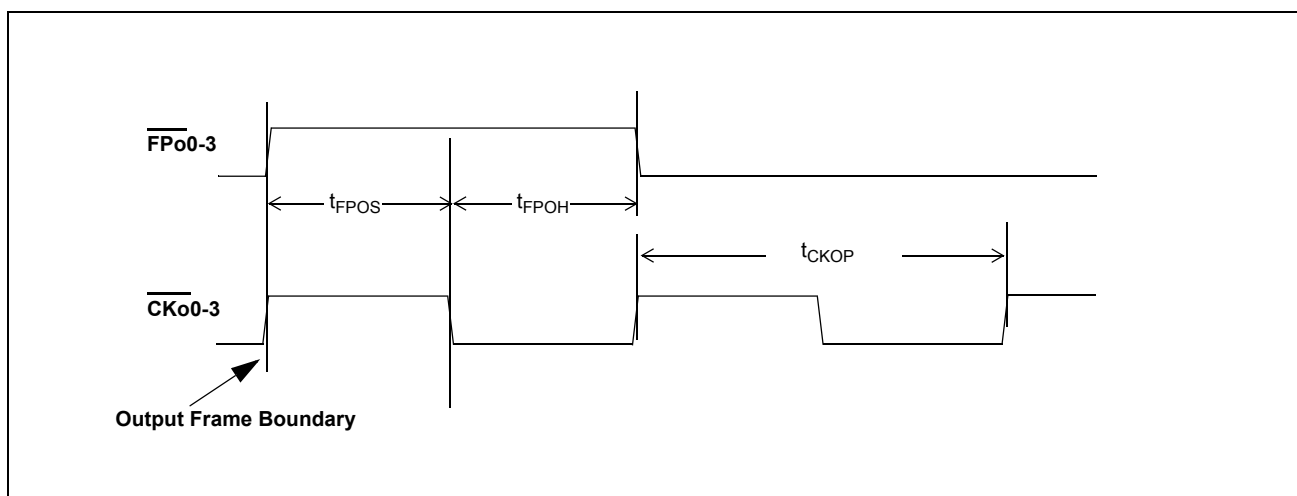 FPo0-3
tFPOS
tFPOH
tCKOP
CKo0-3
Output Frame Boundary